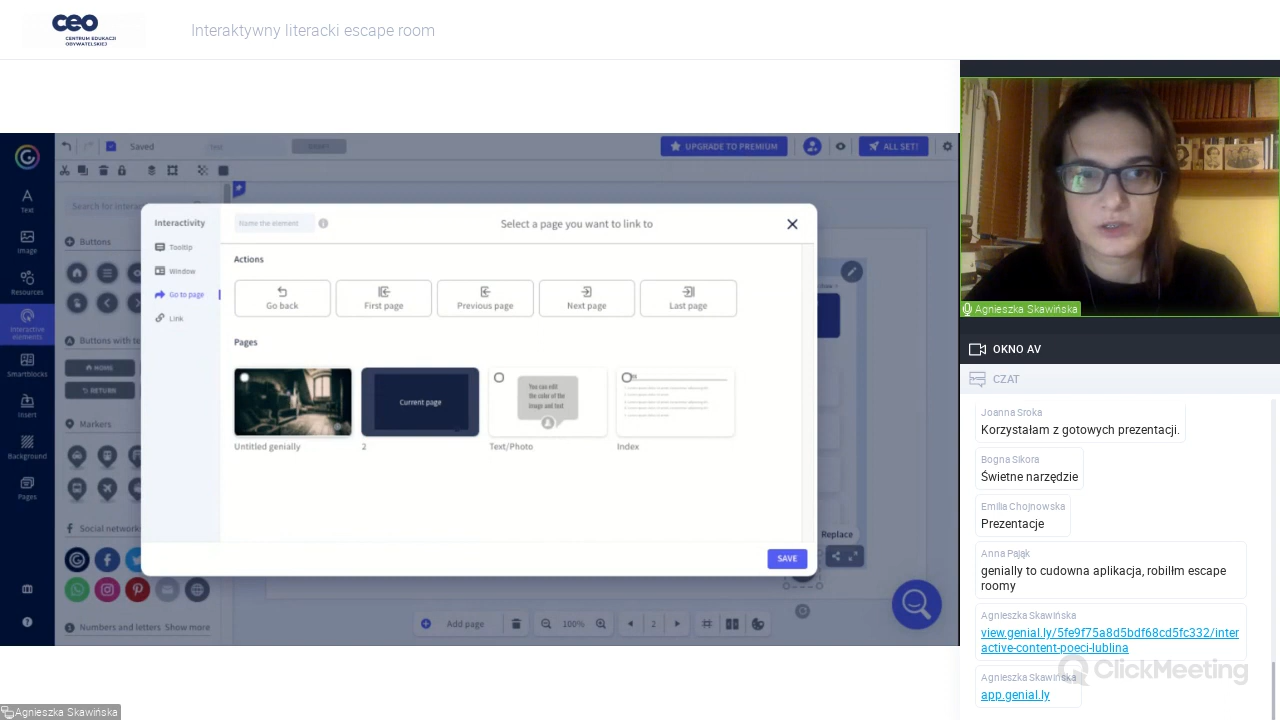 ceo
CENTRUM EDUKACJI
OBYWATELSKIEJ
Interaktywny literacki escape room
Saved
test
UPGRADE TO PREMIUM
ALL SET!
Text
Image
Resources
Interactive
elements
Smartblocks
Insert
Background
Pages
Search for interac
Buttons
Buttons with te
HOME
RETURN
Markers
Social network
Numbers and letters
Show more
Interactivity
Tooltip
Window
Go to page
Link
Name the element
Select a page you want to link to
Actions
Go back
First page
Previous page
Next page
Last page
Pages
Current page
You can edit
the color of the
image and text
Untitled genially
2
Text/Photo
Index
SAVE
Replace
Add page
100%
2
Agnieszka Skawińska
OKNO AV
CZAT
Joanna Sroka
Korzystałam z gotowych prezentacji.
Bogna Sikora
Świetne narzędzie
Emilia Chojnowska
Prezentacje
Anna Pająk
genially to cudowna aplikacja, robiłłm escape
roomy
Agnieszka Skawińska
view.genial.ly/5fe9f75a8d5bdf68cd5fc332/inter
active-content-poeci-lublina
Agnieszka Skawińska
app.genial.ly
ClickMeeting
Agnieszka Skawińska